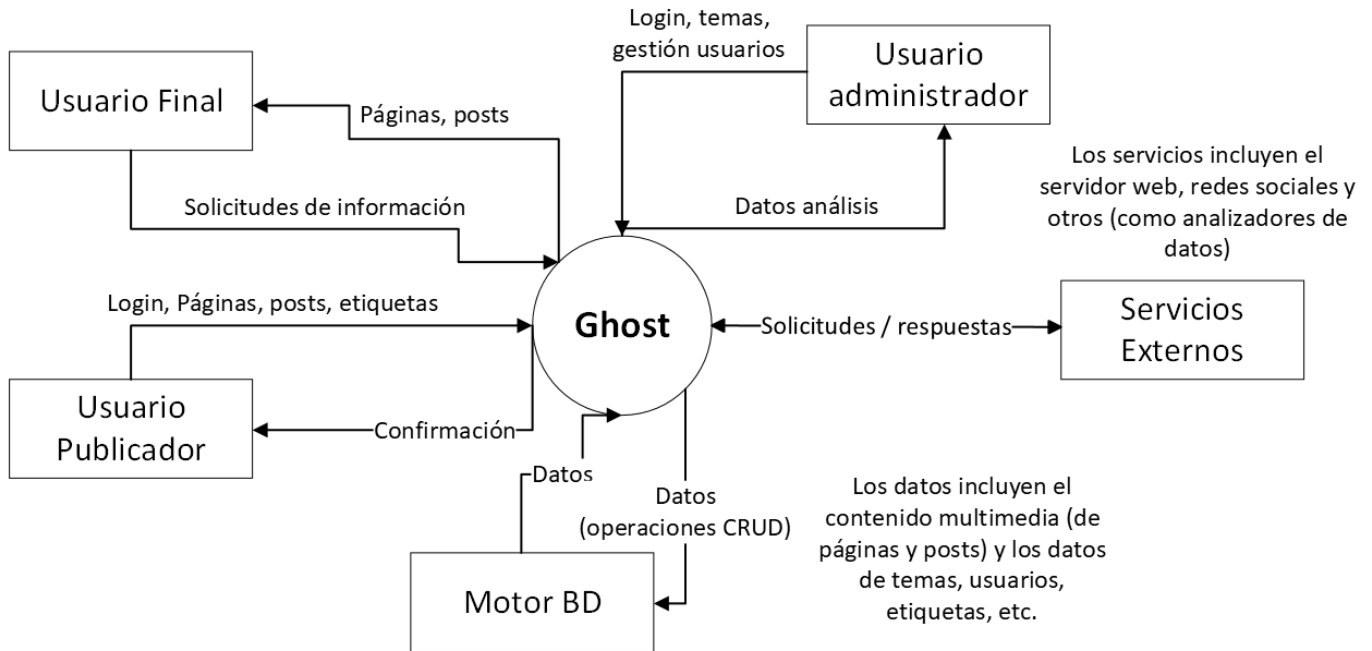 Login, temas,
gestión usuarios
Usuario
administrador
Usuario Final
Páginas, posts
Los servicios incluyen el
servidor web, redes sociales y
otros (como analizadores de
datos)
Solicitudes de información
Datos análisis
Login, Páginas, posts, etiquetas
Ghost
Solicitudes / respuestas
Servicios
Externos
Usuario
Publicador
Confirmación
Datos
Datos
(operaciones CRUD)
Los datos incluyen el
contenido multimedia (de
páginas y posts) y los datos
de temas, usuarios,
etiquetas, etc.
Motor BD